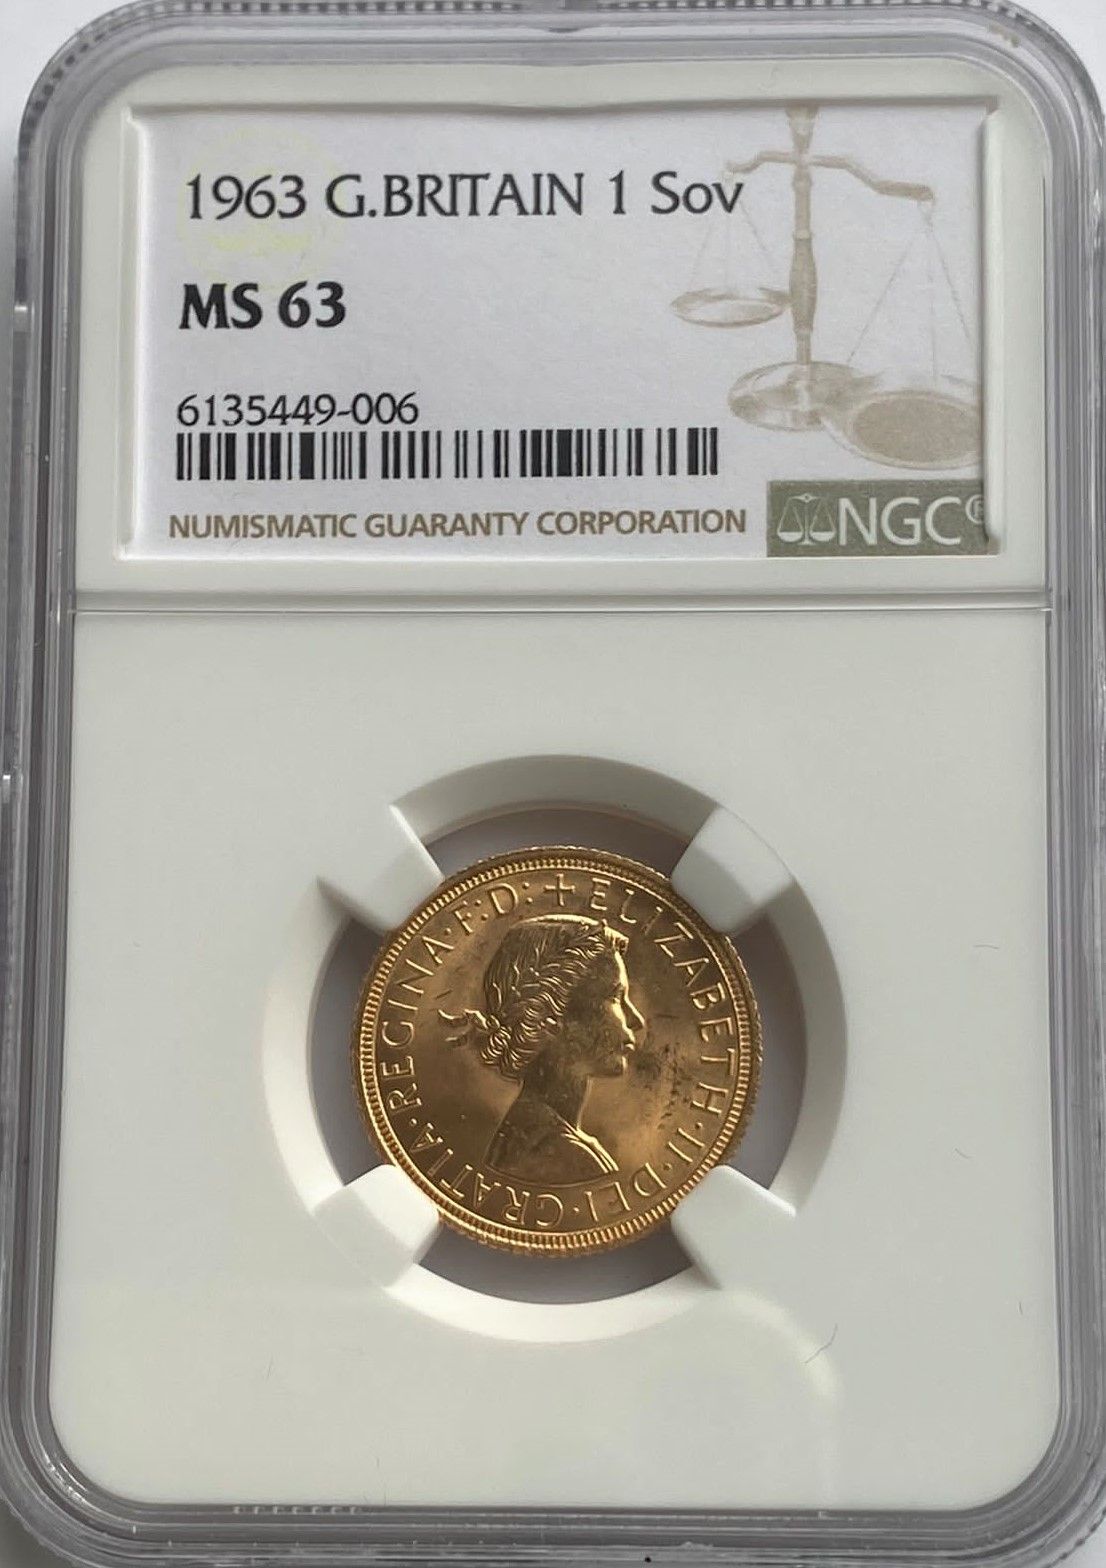 1963 G.BRITAIN 1 Sov
MS 63
6135449-006
NUMISMATIC GUARANTY CORPORATION
NGC®
+ ELIZABETH·II·DEI·GRATIA·REGINA·F:D: